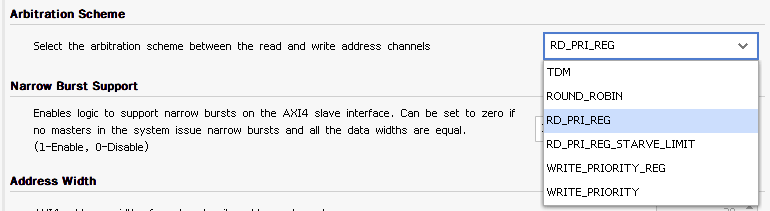 Arbitration Scheme
Select the arbitration scheme between the read and write address channels
RD_PRI_REG
TDM
ROUND_ROBIN
RD_PRI_REG
RD_PRI_REG_STARVE_LIMIT
WRITE_PRIORITY_REG
WRITE_PRIORITY
Narrow Burst Support
Enables logic to support narrow bursts on the AXI4 slave interface. Can be set to zero if
no masters in the system issue narrow bursts and all the data widths are equal.
(1-Enable, 0-Disable)
Address Width